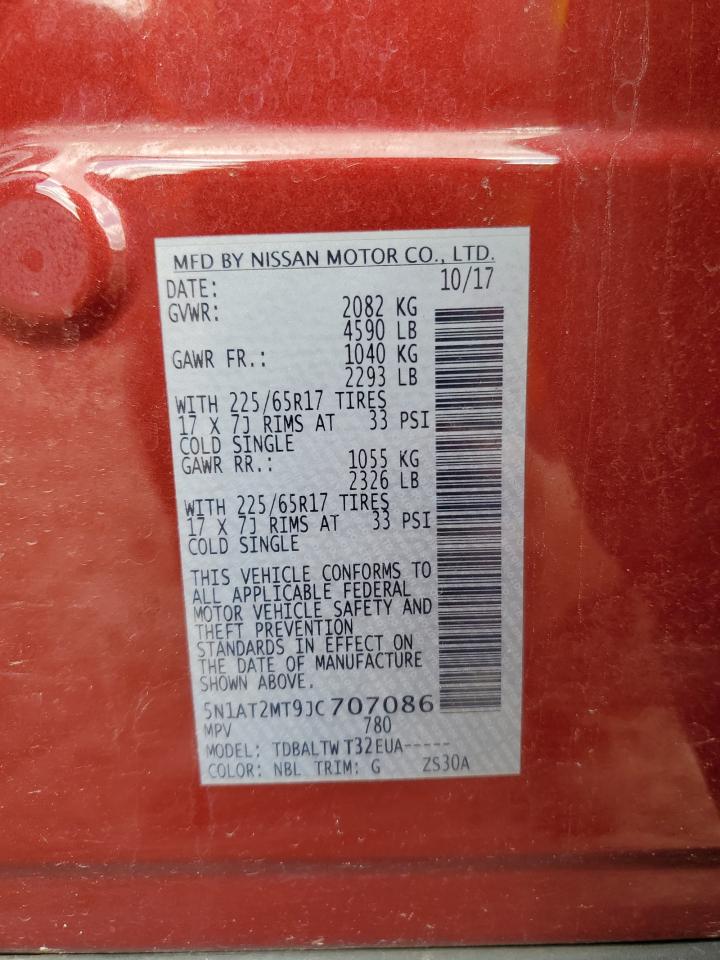 MFD BY NISSAN MOTOR CO., LTD.
DATE: 10/17
GVWR: 2082 KG
4590 LB
GAWR FR.: 1040 KG
2293 LB
WITH 225/65R17 TIRES
17 X 7J RIMS AT 33 PSI
COLD SINGLE
GAWR RR.: 1055 KG
2326 LB
WITH 225/65R17 TIRES
17 X 7J RIMS AT 33 PSI
COLD SINGLE
THIS VEHICLE CONFORMS TO
ALL APPLICABLE FEDERAL
MOTOR VEHICLE SAFETY AND
THEFT PREVENTION
STANDARDS IN EFFECT ON
THE DATE OF MANUFACTURE
SHOWN ABOVE.
5N1AT2MT9JC707086
MPV 780
MODEL: TDBALTW T32EUA-----
COLOR: NBL TRIM: G ZS30A